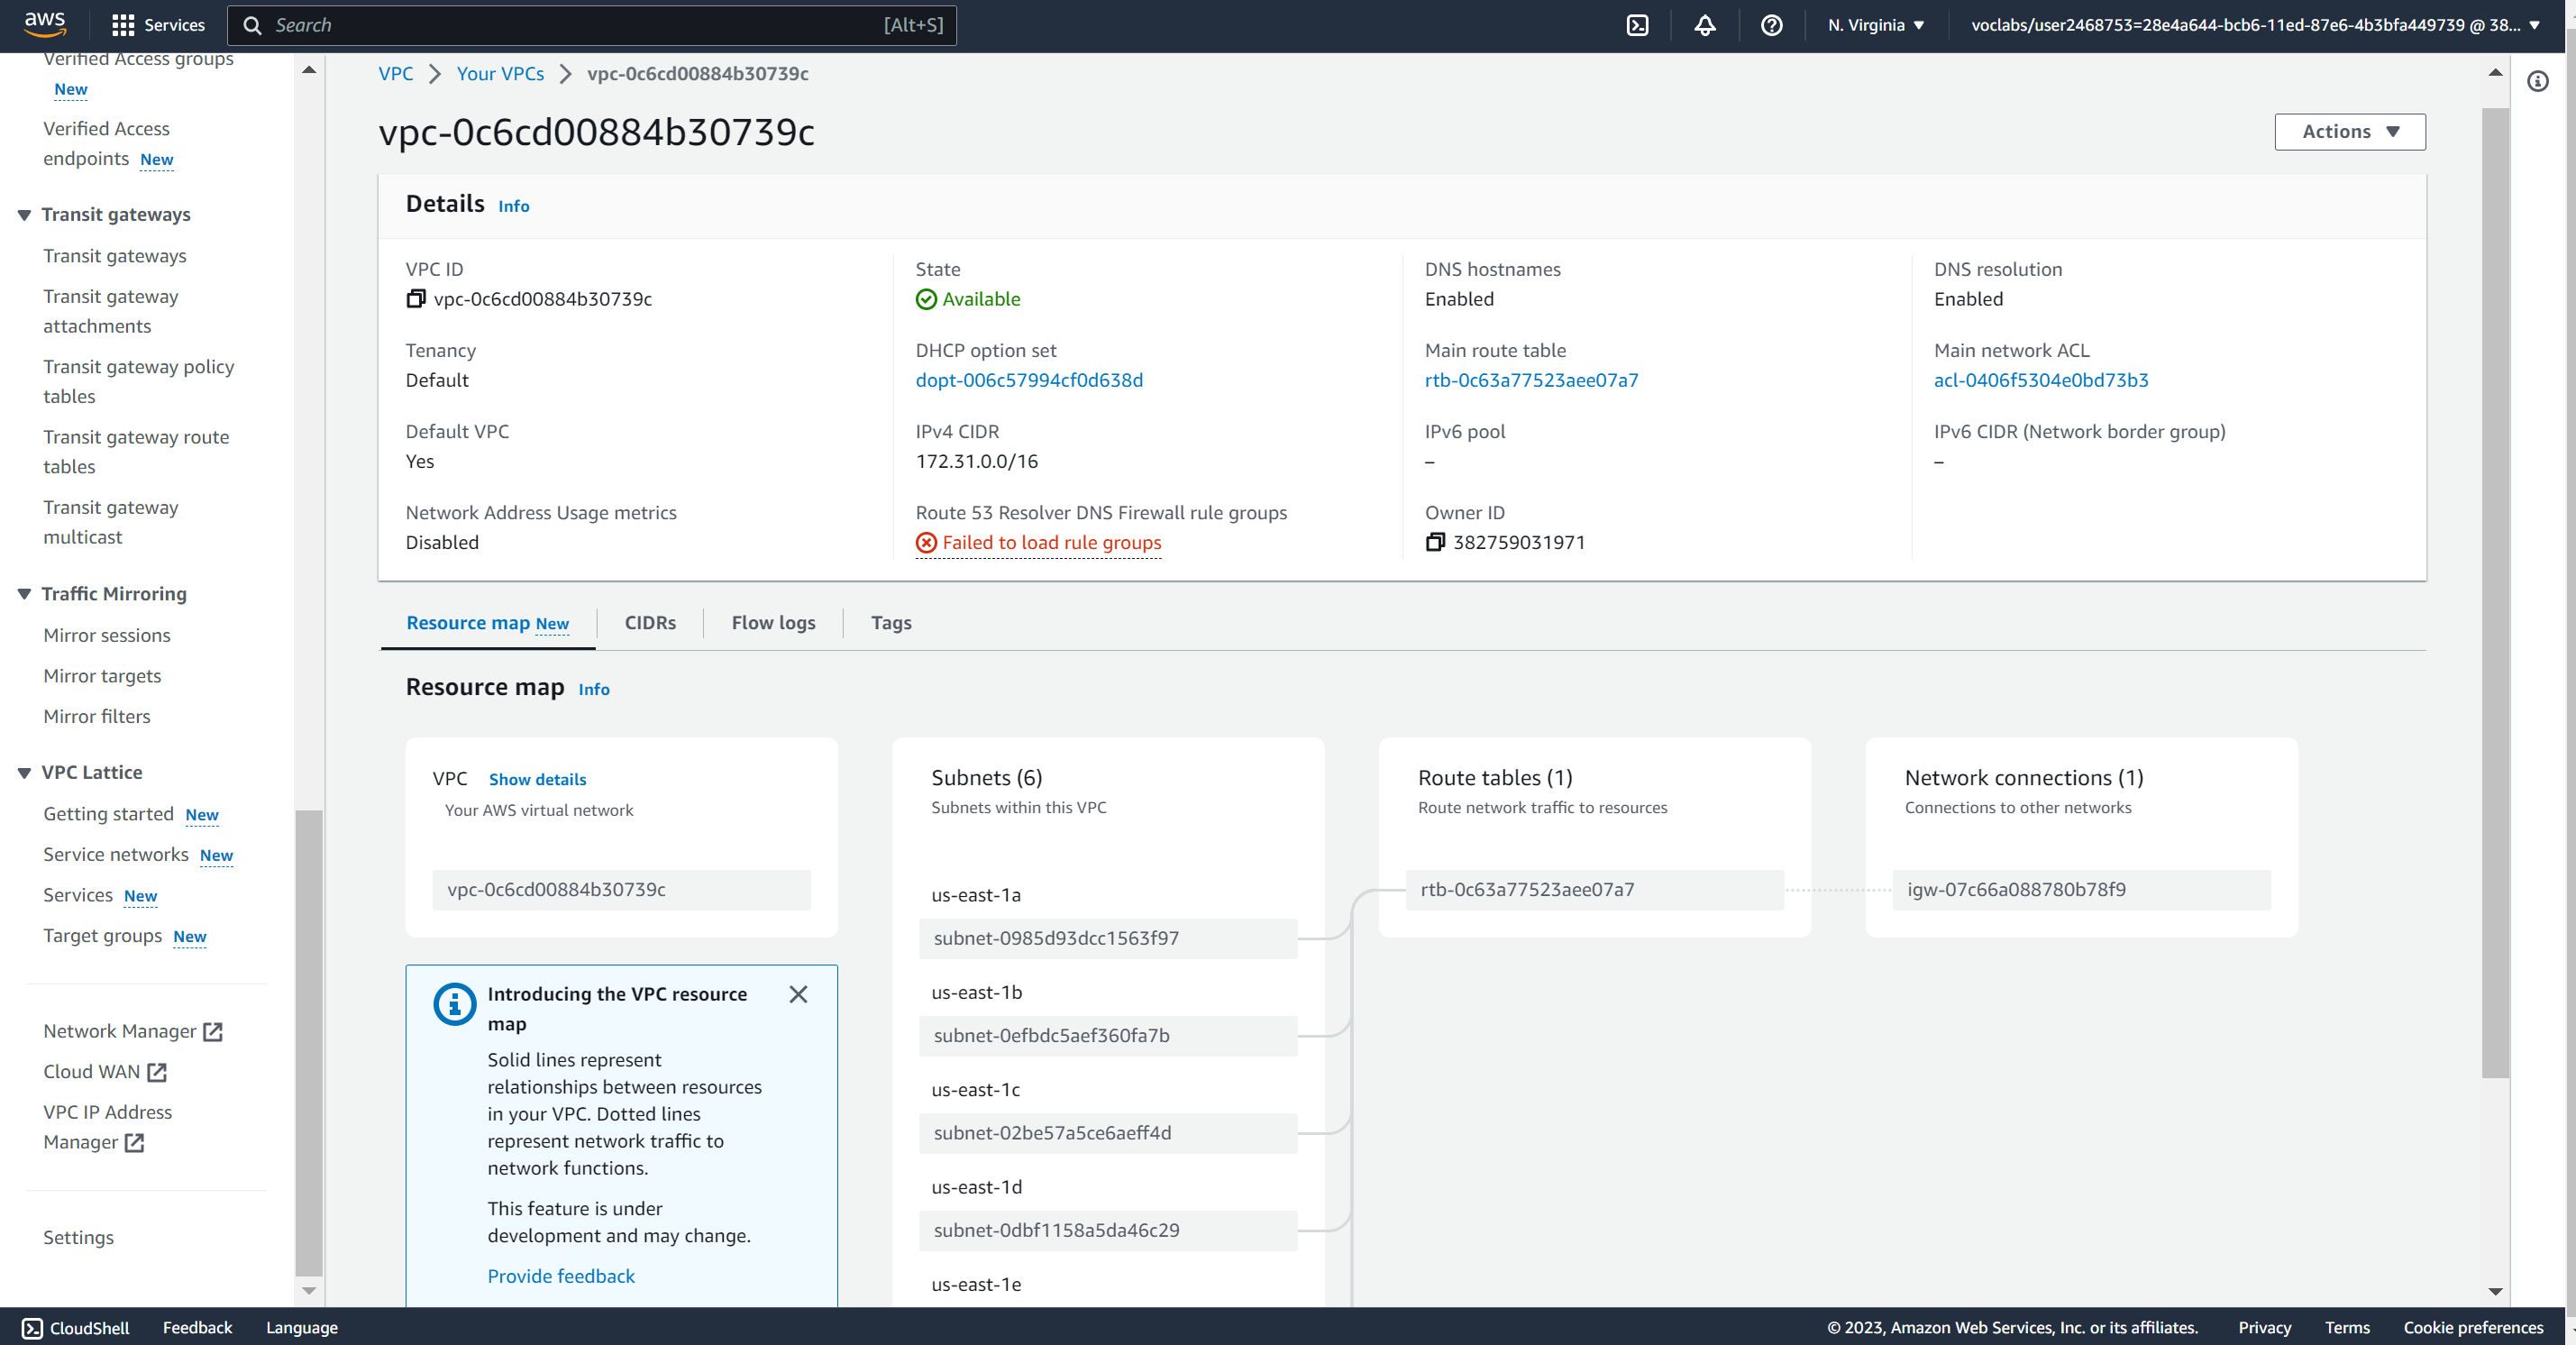 aws
Services
Search
[Alt+S]
N. Virginia
voclabs/user2468753=28e4a644-bcb6-11ed-87e6-4b3bfa449739 @ 38...
Verified Access groups
New
Verified Access
endpoints New
Transit gateways
Transit gateways
Transit gateway
attachments
Transit gateway policy
tables
Transit gateway route
tables
Transit gateway
multicast
Traffic Mirroring
Mirror sessions
Mirror targets
Mirror filters
VPC Lattice
Getting started New
Service networks New
Services New
Target groups New
Network Manager
Cloud WAN
VPC IP Address
Manager
Settings
VPC
Your VPCs
vpc-0c6cd00884b30739c
vpc-0c6cd00884b30739c
Actions
Details Info
VPC ID
vpc-0c6cd00884b30739c
State
Available
DNS hostnames
Enabled
DNS resolution
Enabled
Tenancy
Default
DHCP option set
dopt-006c57994cf0d638d
Main route table
rtb-0c63a77523aee07a7
Main network ACL
acl-0406f5304e0bd73b3
Default VPC
Yes
IPv4 CIDR
172.31.0.0/16
IPv6 pool
–
IPv6 CIDR (Network border group)
–
Network Address Usage metrics
Disabled
Route 53 Resolver DNS Firewall rule groups
Failed to load rule groups
Owner ID
382759031971
Resource map New
CIDRs
Flow logs
Tags
Resource map Info
VPC Show details
Your AWS virtual network
vpc-0c6cd00884b30739c
Introducing the VPC resource
map
Solid lines represent
relationships between resources
in your VPC. Dotted lines
represent network traffic to
network functions.
This feature is under
development and may change.
Provide feedback
Subnets (6)
Subnets within this VPC
us-east-1a
subnet-0985d93dcc1563f97
us-east-1b
subnet-0efbdc5aef360fa7b
us-east-1c
subnet-02be57a5ce6aeff4d
us-east-1d
subnet-0dbf1158a5da46c29
us-east-1e
Route tables (1)
Route network traffic to resources
rtb-0c63a77523aee07a7
Network connections (1)
Connections to other networks
igw-07c66a088780b78f9
CloudShell
Feedback
Language
© 2023, Amazon Web Services, Inc. or its affiliates.
Privacy
Terms
Cookie preferences